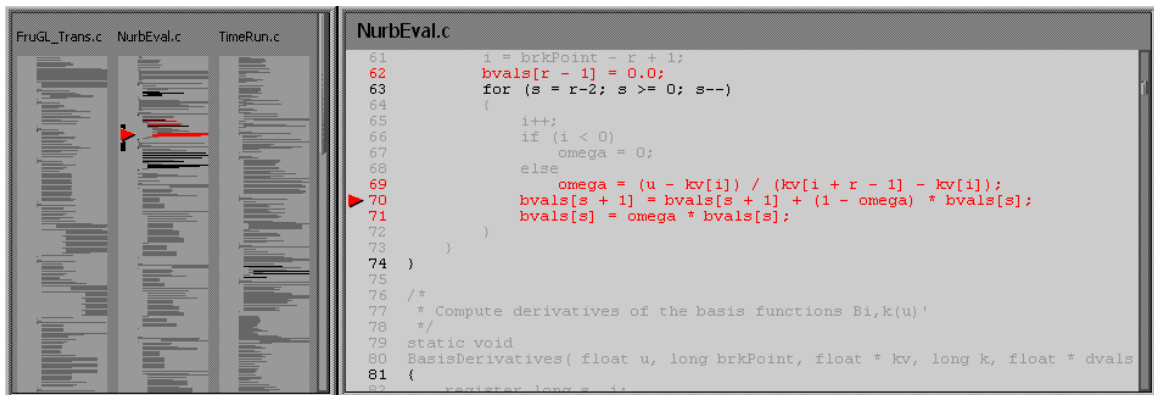 FruGL_Trans.c NurbEval.c TimeRun.c
NurbEval.c
61 i = brkPoint - r + 1;
62 bvals[r - 1] = 0.0;
63 for (s = r-2; s >= 0; s--)
64 {
65 i++;
66 if (i < 0)
67 omega = 0;
68 else
69 omega = (u - kv[i]) / (kv[i + r - 1] - kv[i]);
70 bvals[s + 1] = bvals[s + 1] + (1 - omega) * bvals[s];
71 bvals[s] = omega * bvals[s];
72 }
73 }
74 }
75
76 /*
77 * Compute derivatives of the basis functions Bi,k(u)'
78 */
79 static void
80 BasisDerivatives( float u, long brkPoint, float * kv, long k, float * dvals
81 {
82 register long s, i;